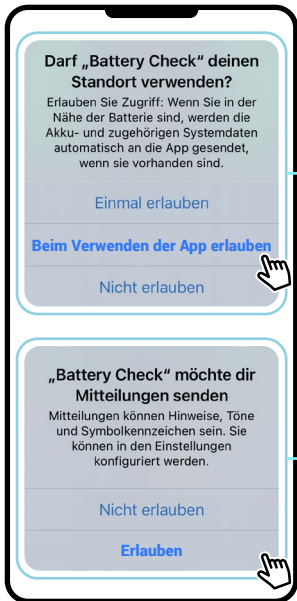 Darf „Battery Check“ deinen
Standort verwenden?
Erlauben Sie Zugriff: Wenn Sie in der
Nähe der Batterie sind, werden die
Akku- und zugehörigen Systemdaten
automatisch an die App gesendet,
wenn sie vorhanden sind.
Einmal erlauben
Beim Verwenden der App erlauben
Nicht erlauben
„Battery Check“ möchte dir
Mitteilungen senden
Mitteilungen können Hinweise, Töne
und Symbolkennzeichen sein. Sie
können in den Einstellungen
konfiguriert werden.
Nicht erlauben
Erlauben